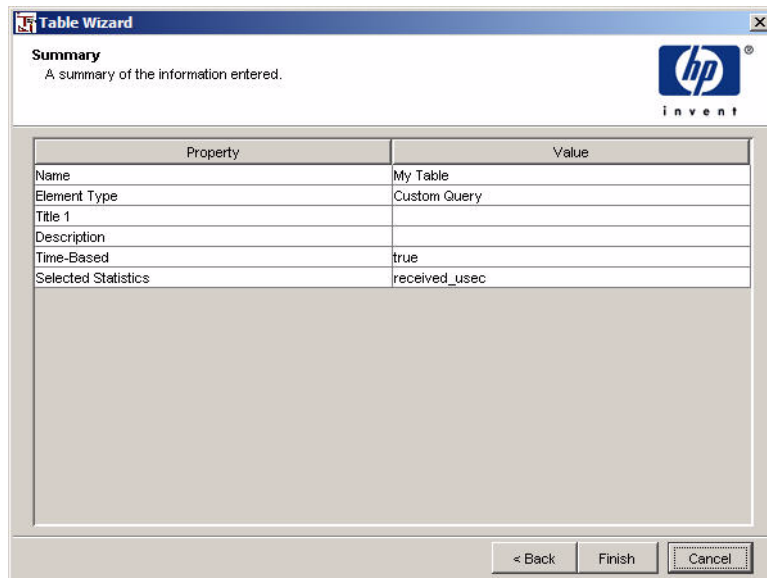 Table Wizard
Summary
A summary of the information entered.
hp
®
invent
Property Value
Name My Table
Element Type Custom Query
Title 1
Description
Time-Based true
Selected Statistics received_usec
< Back Finish Cancel